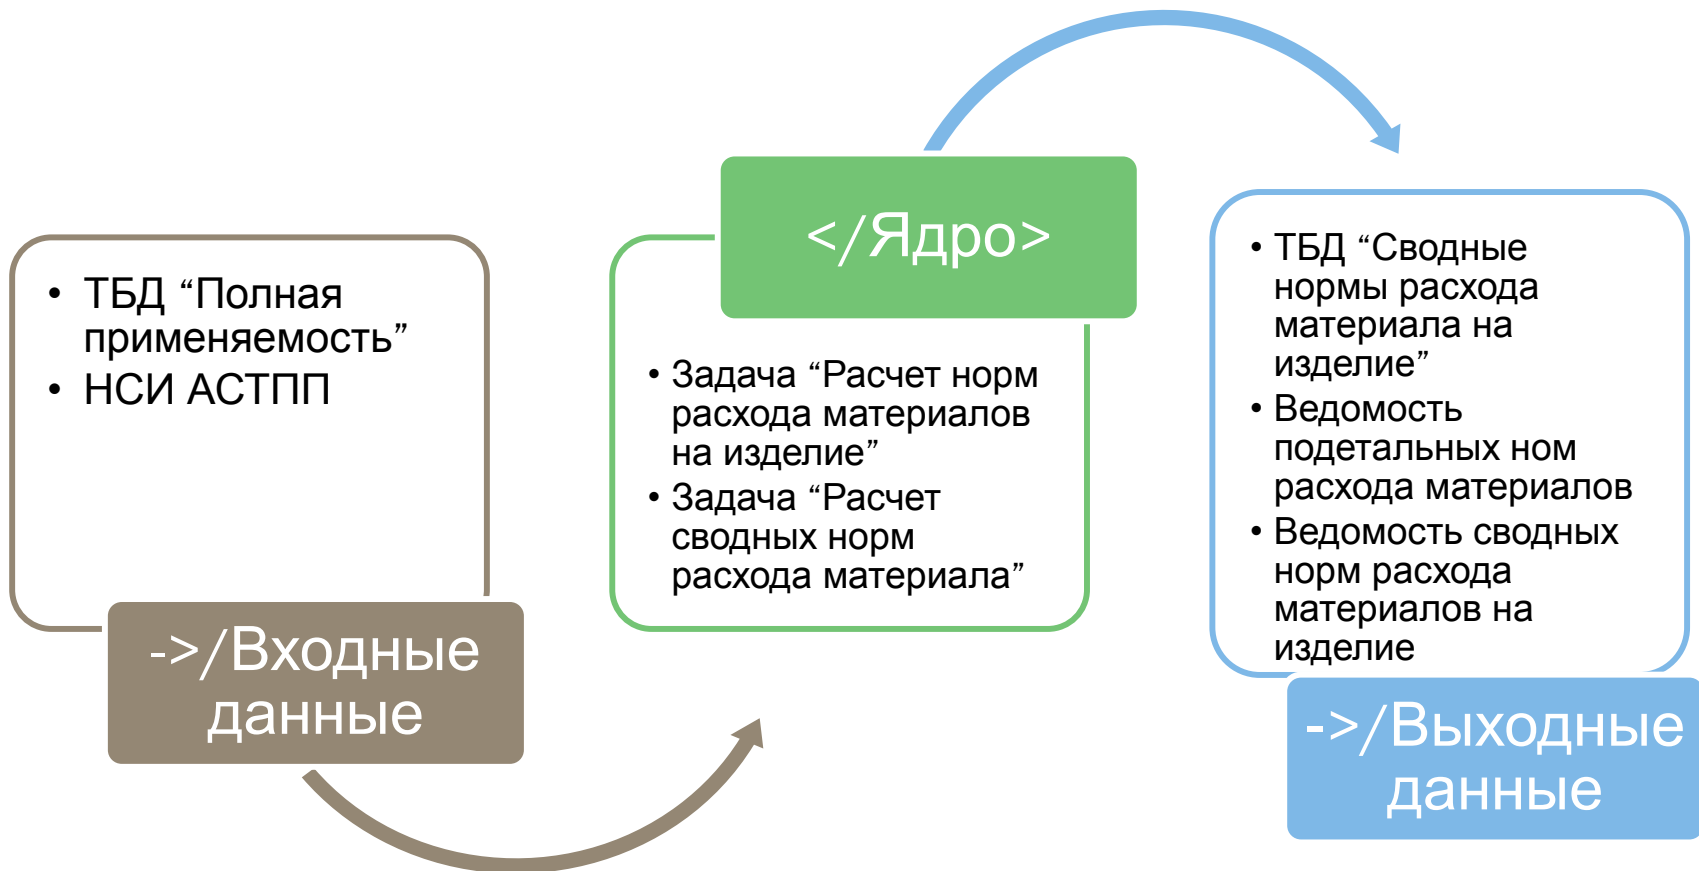 • ТБД “Полная
применяемость”
• НСИ АСТПП
->/Входные
данные
</Ядро>
• Задача “Расчет норм
расхода материалов
на изделие”
• Задача “Расчет
сводных норм
расхода материала”
• ТБД “Сводные
нормы расхода
материала на
изделие”
• Ведомость
подетальных ном
расхода материалов
• Ведомость сводных
норм расхода
материалов на
изделие
->/Выходные
данные